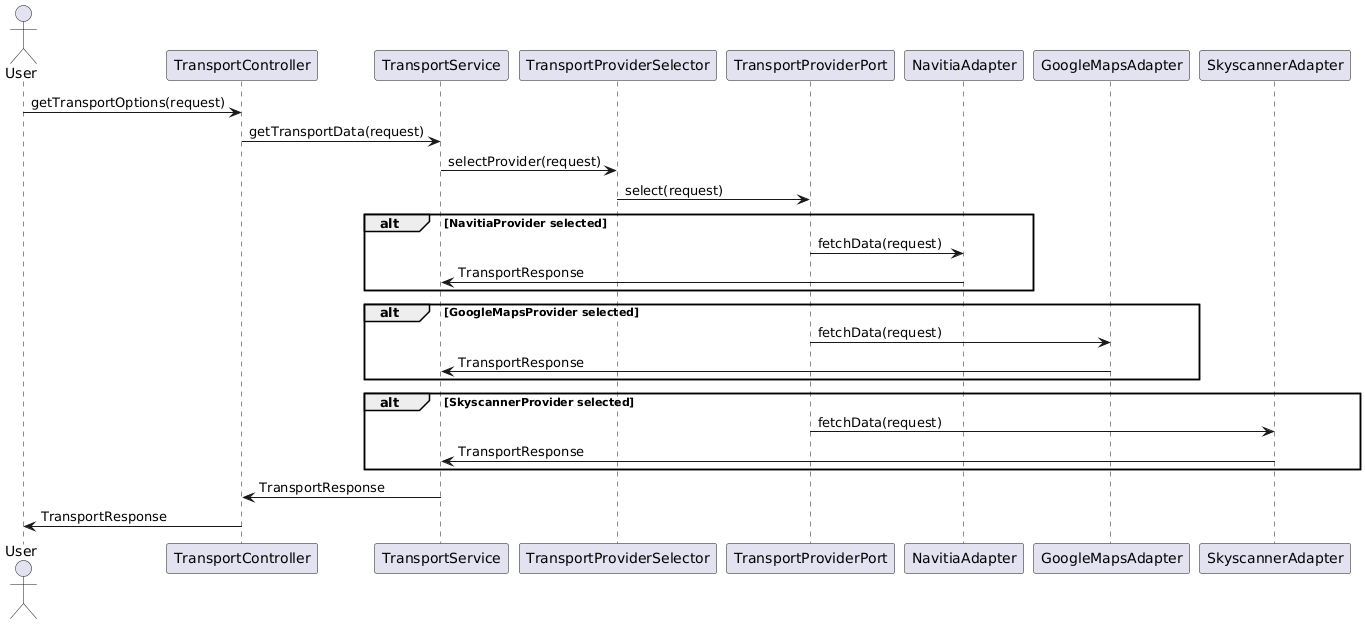 User
TransportController
TransportService
TransportProviderSelector
TransportProviderPort
NavitiaAdapter
GoogleMapsAdapter
SkyscannerAdapter
getTransportOptions(request)
getTransportData(request)
selectProvider(request)
select(request)
alt [NavitiaProvider selected]
fetchData(request)
TransportResponse
alt [GoogleMapsProvider selected]
fetchData(request)
TransportResponse
alt [SkyscannerProvider selected]
fetchData(request)
TransportResponse
TransportResponse
TransportResponse
User
TransportController
TransportService
TransportProviderSelector
TransportProviderPort
NavitiaAdapter
GoogleMapsAdapter
SkyscannerAdapter